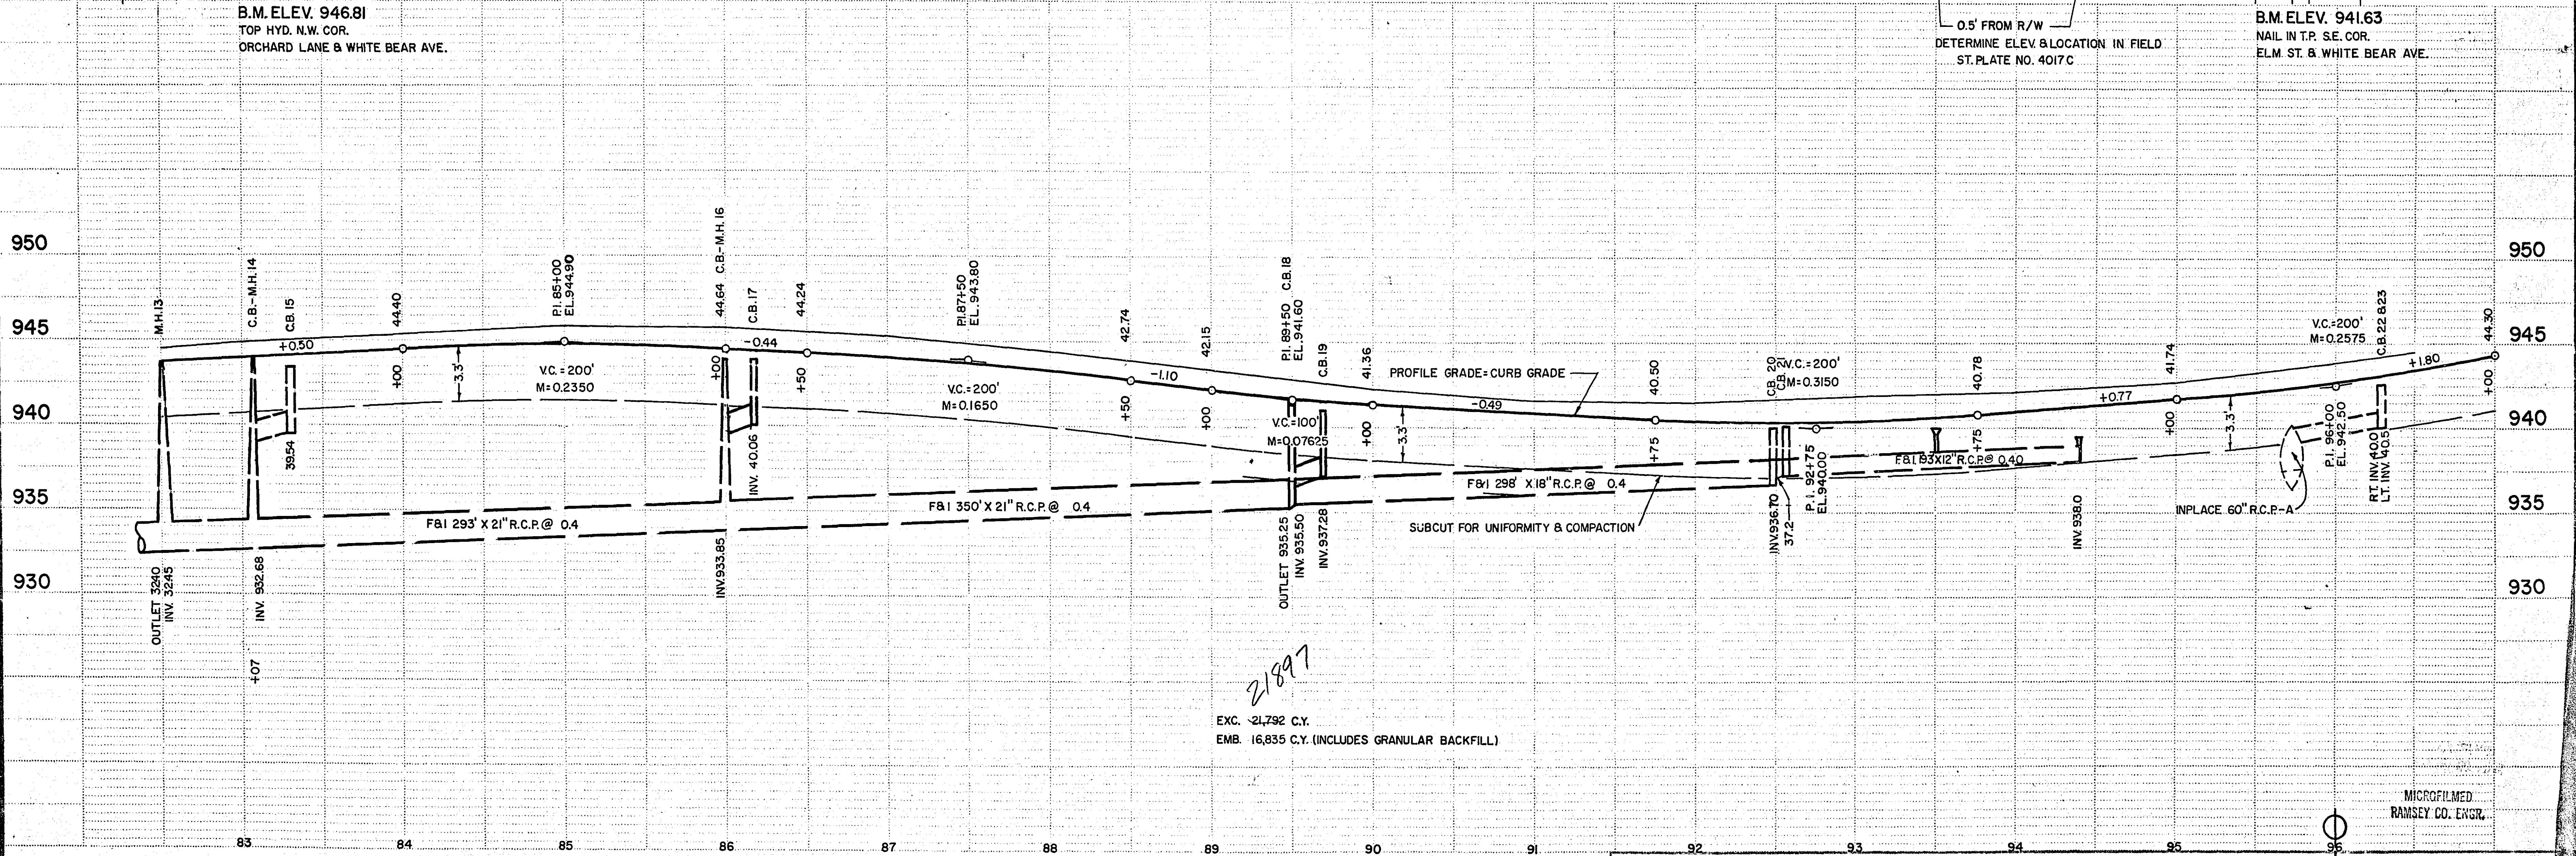 B.M. ELEV. 946.81
TOP HYD. N.W. COR.
ORCHARD LANE & WHITE BEAR AVE.
0.5' FROM R/W
DETERMINE ELEV. & LOCATION IN FIELD
ST. PLATE NO. 4017 C
B.M. ELEV. 941.63
NAIL IN T.P. S.E. COR.
ELM ST. & WHITE BEAR AVE.
950
945
940
935
930
950
945
940
935
930
M.H. 13
C.B.-M.H. 14
C.B. 15
44.40
P.I. 85+00
EL. 944.90
44.64 C.B.-M.H. 16
C.B. 17
44.24
P.I. 87+50
EL. 943.80
42.74
42.15
P.I. 89+50 C.B. 18
EL. 941.60
C.B. 19
41.36
40.50
C.B. 20
C.B. 21
V.C.=200'
M=0.3150
40.78
41.74
V.C.=200'
M=0.2575
C.B. 22 & 23
44.30
+0.50
-0.44
-1.10
-0.49
+0.77
+1.80
PROFILE GRADE=CURB GRADE
+00
3.3'
V.C. = 200'
M=0.2350
+00
+50
V.C.=200'
M=0.1650
+50
+00
V.C.=100'
M=0.07625
+00
3.3'
+75
+75
+00
3.3'
+00
39.54
INV. 40.06
F&I 293' X 21" R.C.P. @ 0.4
F&I 350' X 21" R.C.P. @ 0.4
F&I 298' X 18" R.C.P. @ 0.4
F&I 93X12" R.C.P. @ 0.40
SUBCUT FOR UNIFORMITY & COMPACTION
INPLACE 60" R.C.P.-A
P.I. 92+75
EL. 940.00
P.I. 96+00
EL. 942.50
RT. INV. 40.0
LT. INV. 40.5
OUTLET 32.40
INV. 32.45
INV. 932.68
+07
INV. 933.85
OUTLET 935.25
INV. 935.50
INV. 937.28
INV. 936.70
37.2
INV. 938.0
21897
EXC. 21,792 C.Y.
EMB. 16,835 C.Y. (INCLUDES GRANULAR BACKFILL)
MICROFILMED
RAMSEY CO. ENGR.
83 84 85 86 87 88 89 90 91 92 93 94 95 96